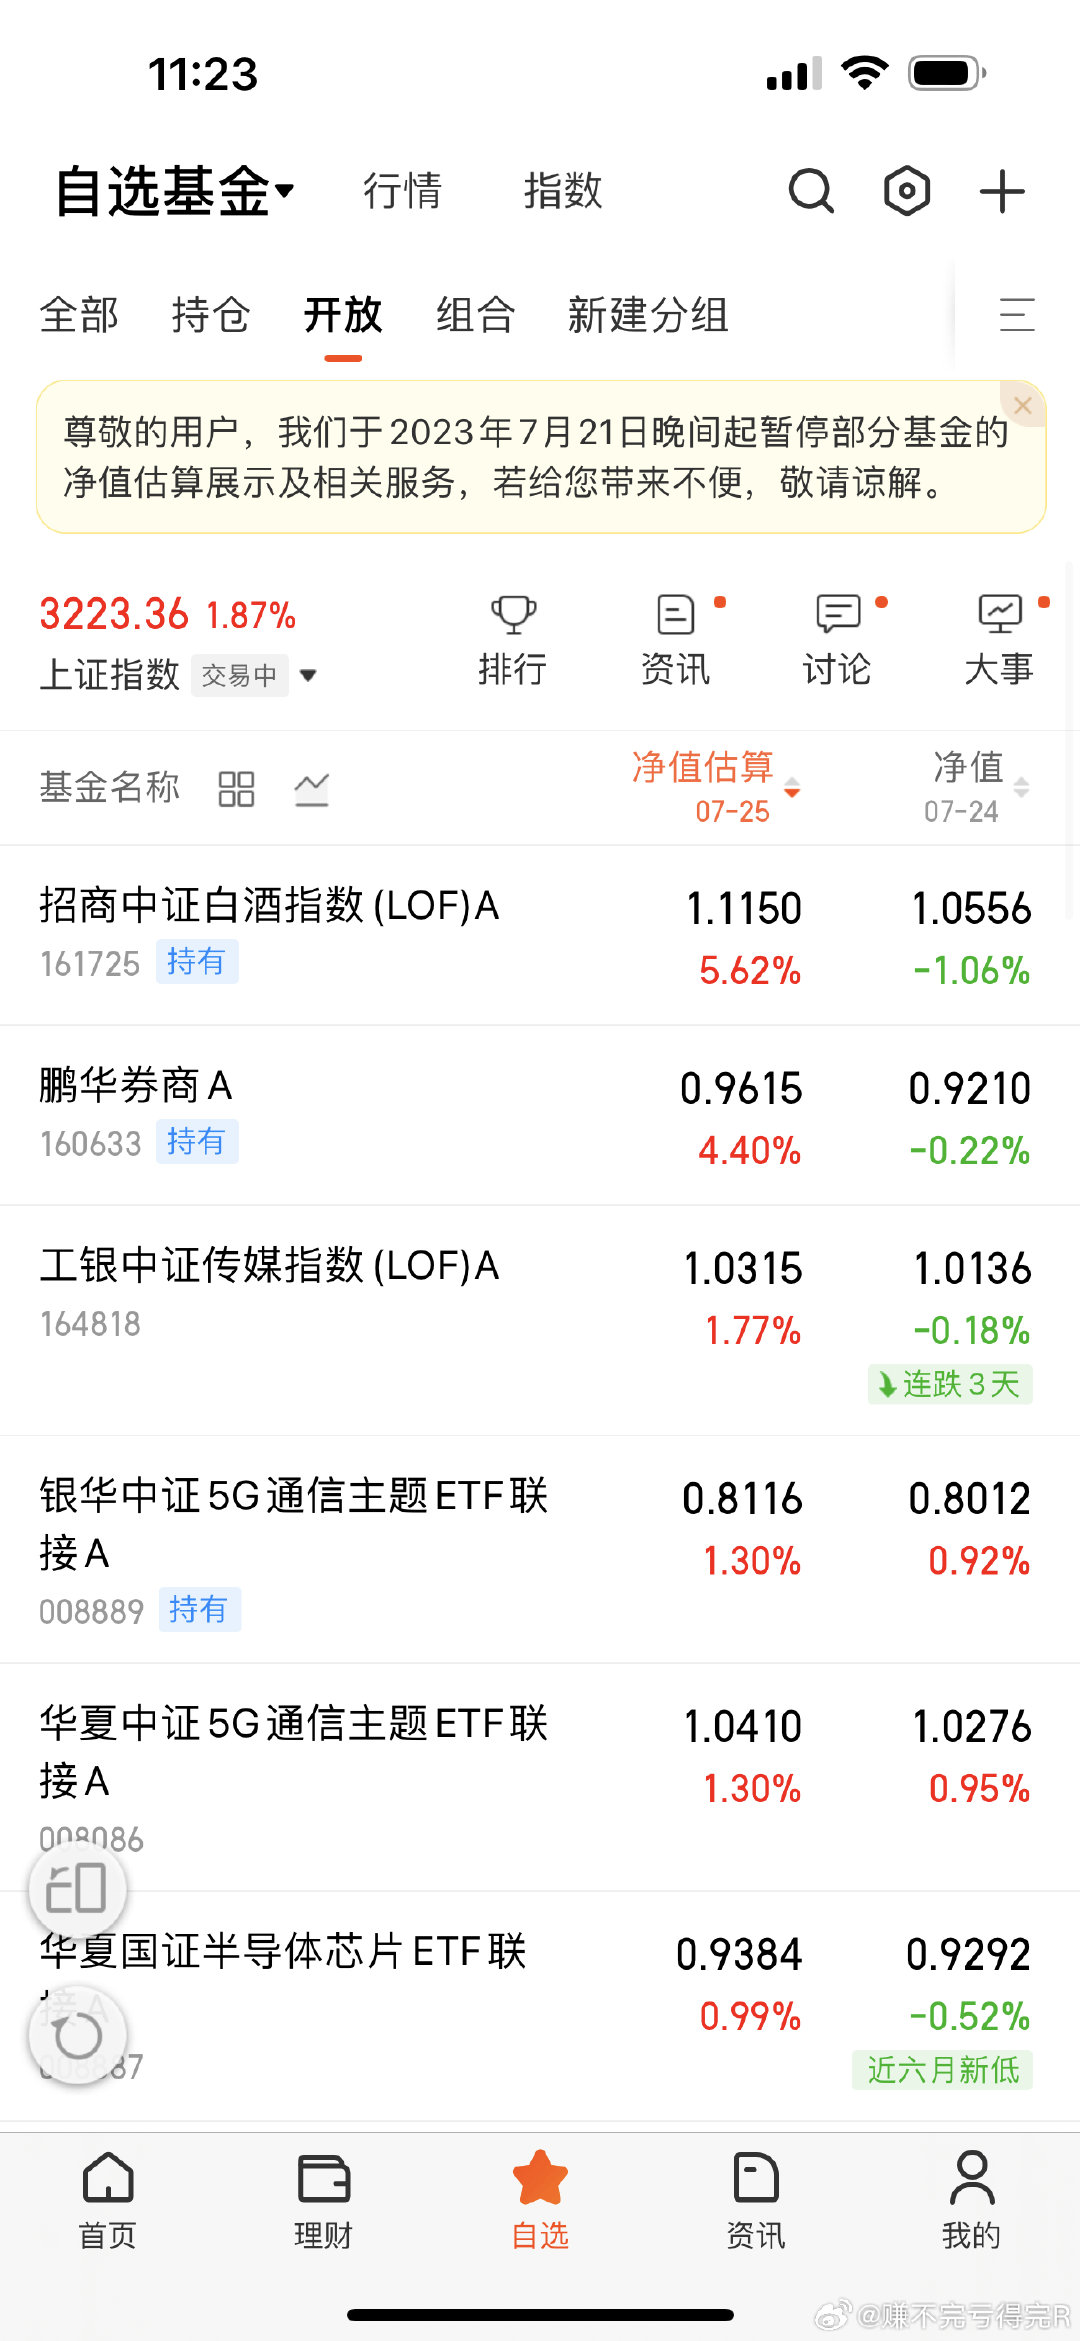 11:23
自选基金 行情 指数
全部 持仓 开放 组合 新建分组
尊敬的用户，我们于2023年7月21日晚间起暂停部分基金的
净值估算展示及相关服务，若给您带来不便，敬请谅解。
3223.36 1.87%
上证指数 交易中
排行 资讯 讨论 大事
基金名称 净值估算 净值
07-25 07-24
招商中证白酒指数(LOF)A 1.1150 1.0556
161725 持有 5.62% -1.06%
鹏华券商A 0.9615 0.9210
160633 持有 4.40% -0.22%
工银中证传媒指数(LOF)A 1.0315 1.0136
164818 1.77% -0.18%
连跌3天
银华中证5G通信主题ETF联 0.8116 0.8012
接A 1.30% 0.92%
008889 持有
华夏中证5G通信主题ETF联 1.0410 1.0276
接A 1.30% 0.95%
008086
华夏国证半导体芯片ETF联 0.9384 0.9292
接A 0.99% -0.52%
008887 近六月新低
首页 理财 自选 资讯 我的
@赚不完亏得完R